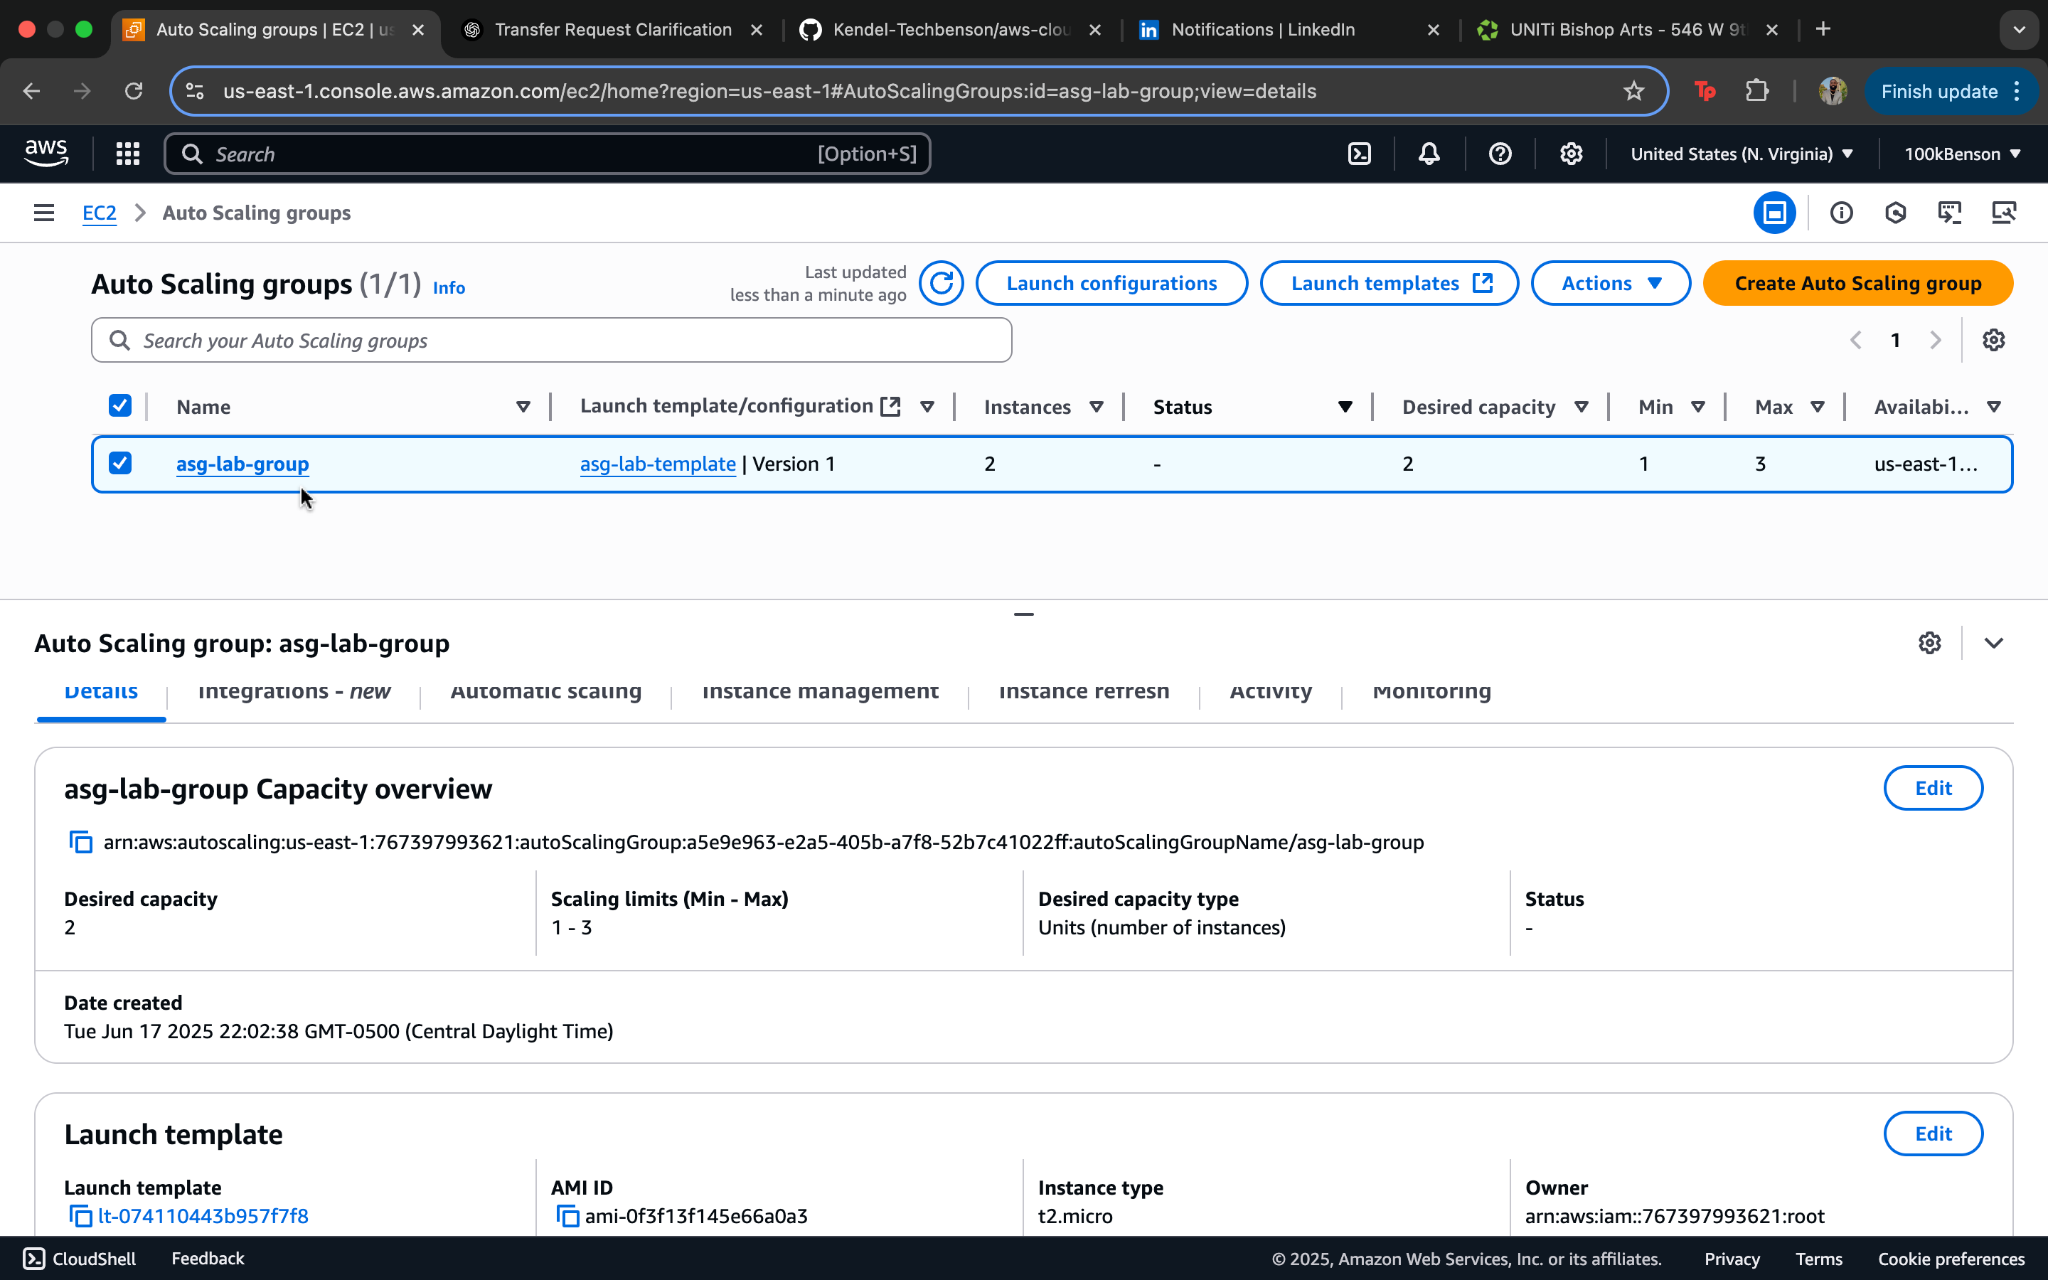 Auto Scaling groups | EC2 | us
Transfer Request Clarification
Kendel-Techbenson/aws-clou
Notifications | LinkedIn
UNITi Bishop Arts - 546 W 9t
us-east-1.console.aws.amazon.com/ec2/home?region=us-east-1#AutoScalingGroups:id=asg-lab-group;view=details
Tp
Finish update
aws
Search
[Option+S]
United States (N. Virginia)
100kBenson
EC2
Auto Scaling groups
Auto Scaling groups (1/1) Info
Last updated
less than a minute ago
Launch configurations
Launch templates
Actions
Create Auto Scaling group
Search your Auto Scaling groups
1
Name
Launch template/configuration
Instances
Status
Desired capacity
Min
Max
Availabi...
asg-lab-group
asg-lab-template | Version 1
2
-
2
1
3
us-east-1...
Auto Scaling group: asg-lab-group
Details
Integrations - new
Automatic scaling
Instance management
Instance refresh
Activity
Monitoring
asg-lab-group Capacity overview
Edit
arn:aws:autoscaling:us-east-1:767397993621:autoScalingGroup:a5e9e963-e2a5-405b-a7f8-52b7c41022ff:autoScalingGroupName/asg-lab-group
Desired capacity
2
Scaling limits (Min - Max)
1 - 3
Desired capacity type
Units (number of instances)
Status
-
Date created
Tue Jun 17 2025 22:02:38 GMT-0500 (Central Daylight Time)
Launch template
Edit
Launch template
lt-074110443b957f7f8
AMI ID
ami-0f3f13f145e66a0a3
Instance type
t2.micro
Owner
arn:aws:iam::767397993621:root
CloudShell
Feedback
© 2025, Amazon Web Services, Inc. or its affiliates.
Privacy
Terms
Cookie preferences